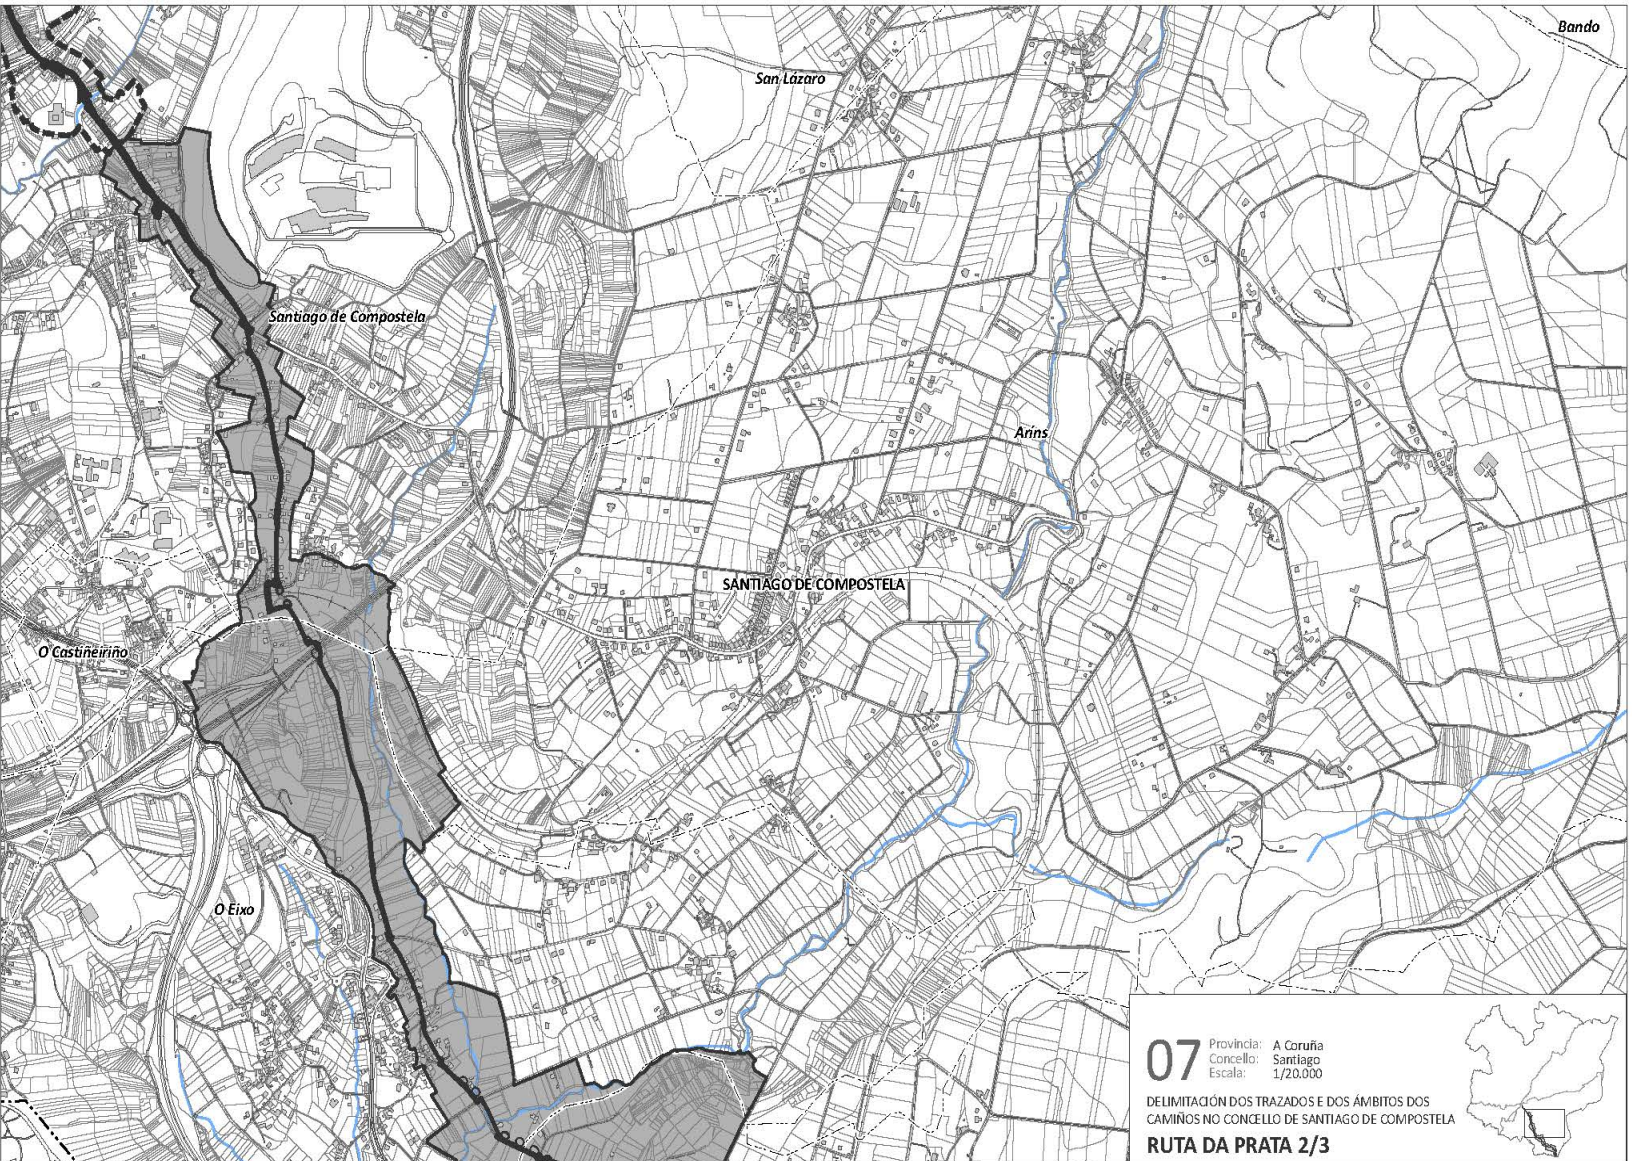 Bando
San Lázaro
Santiago de Compostela
Aríns
SANTIAGO DE COMPOSTELA
O Castiñeiriño
O Eixo
07
Provincia: A Coruña
Concello: Santiago
Escala: 1/20.000
DELIMITACIÓN DOS TRAZADOS E DOS ÁMBITOS DOS
CAMIÑOS NO CONCELLO DE SANTIAGO DE COMPOSTELA
RUTA DA PRATA 2/3